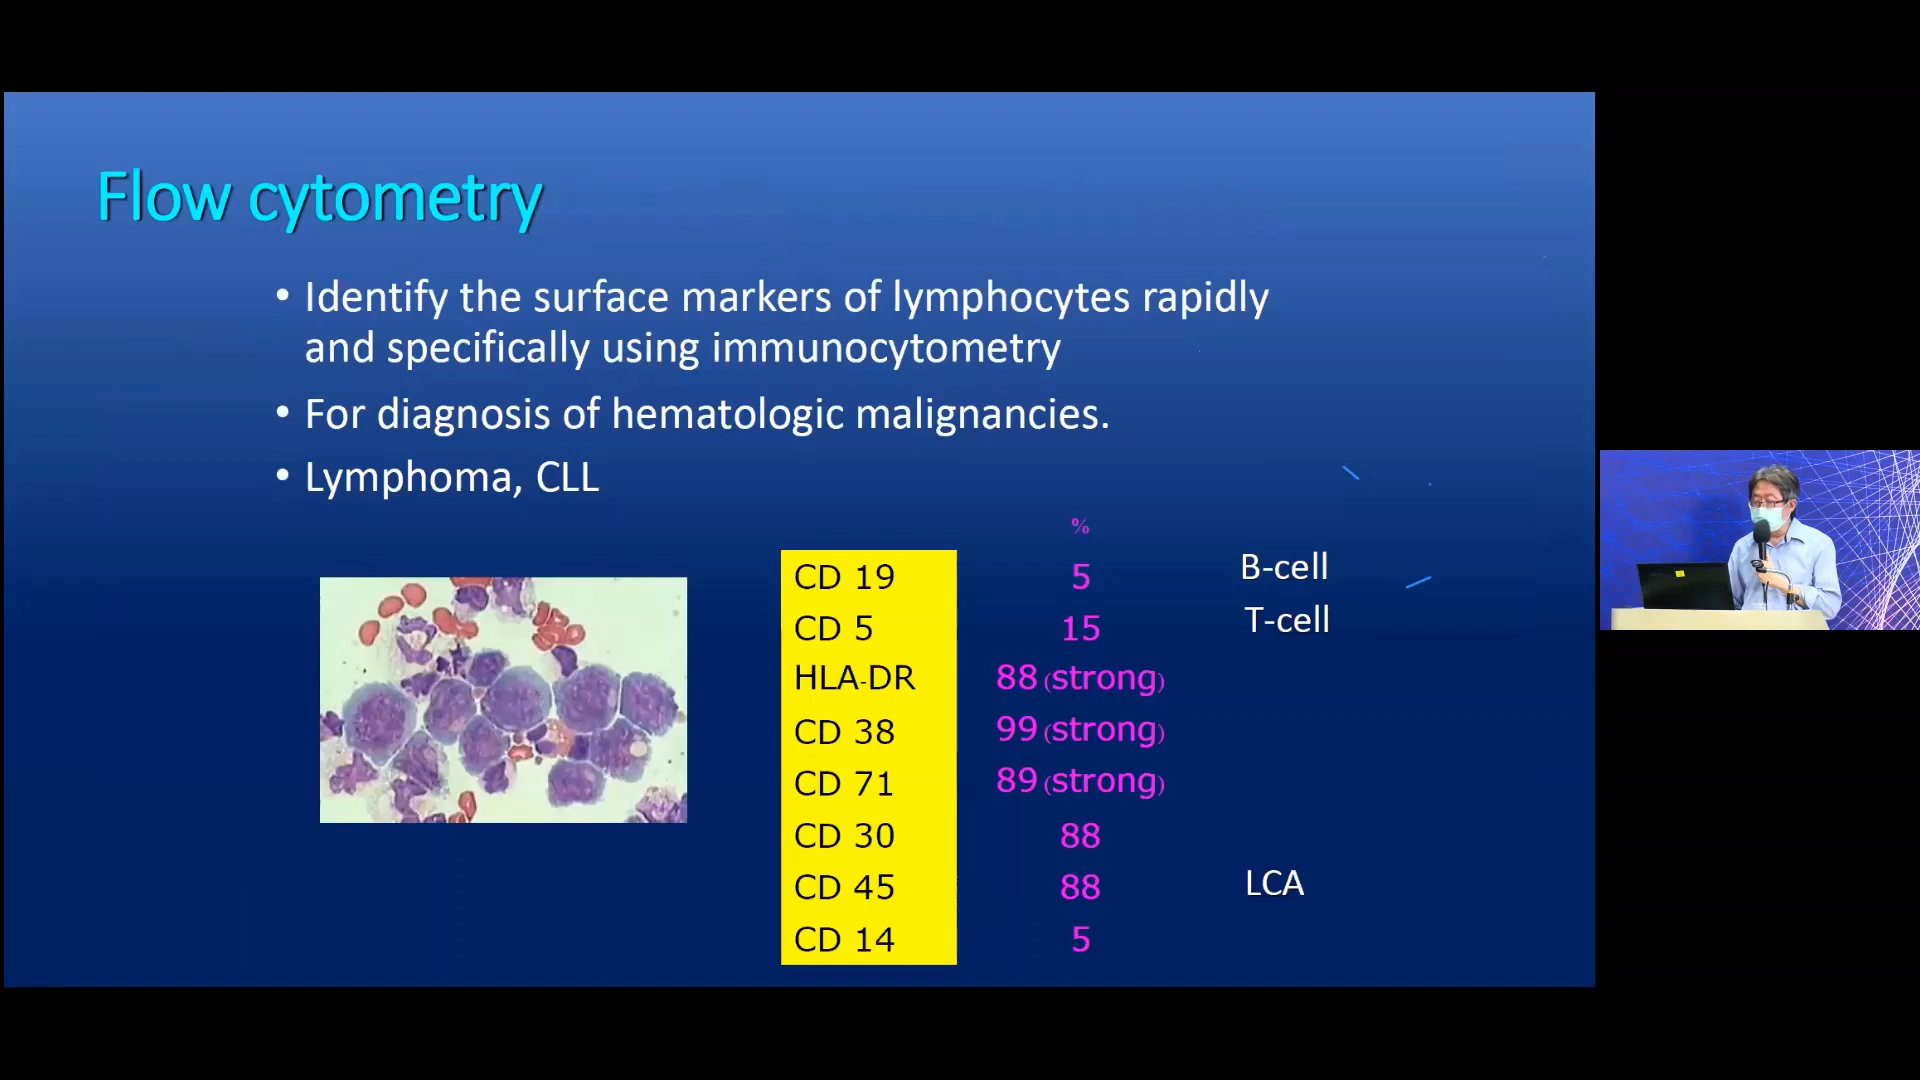 Flow cytometry
• Identify the surface markers of lymphocytes rapidly
and specifically using immunocytometry
• For diagnosis of hematologic malignancies.
• Lymphoma, CLL
%
CD 19 5 B-cell
CD 5 15 T-cell
HLA-DR 88 (strong)
CD 38 99 (strong)
CD 71 89 (strong)
CD 30 88
CD 45 88 LCA
CD 14 5